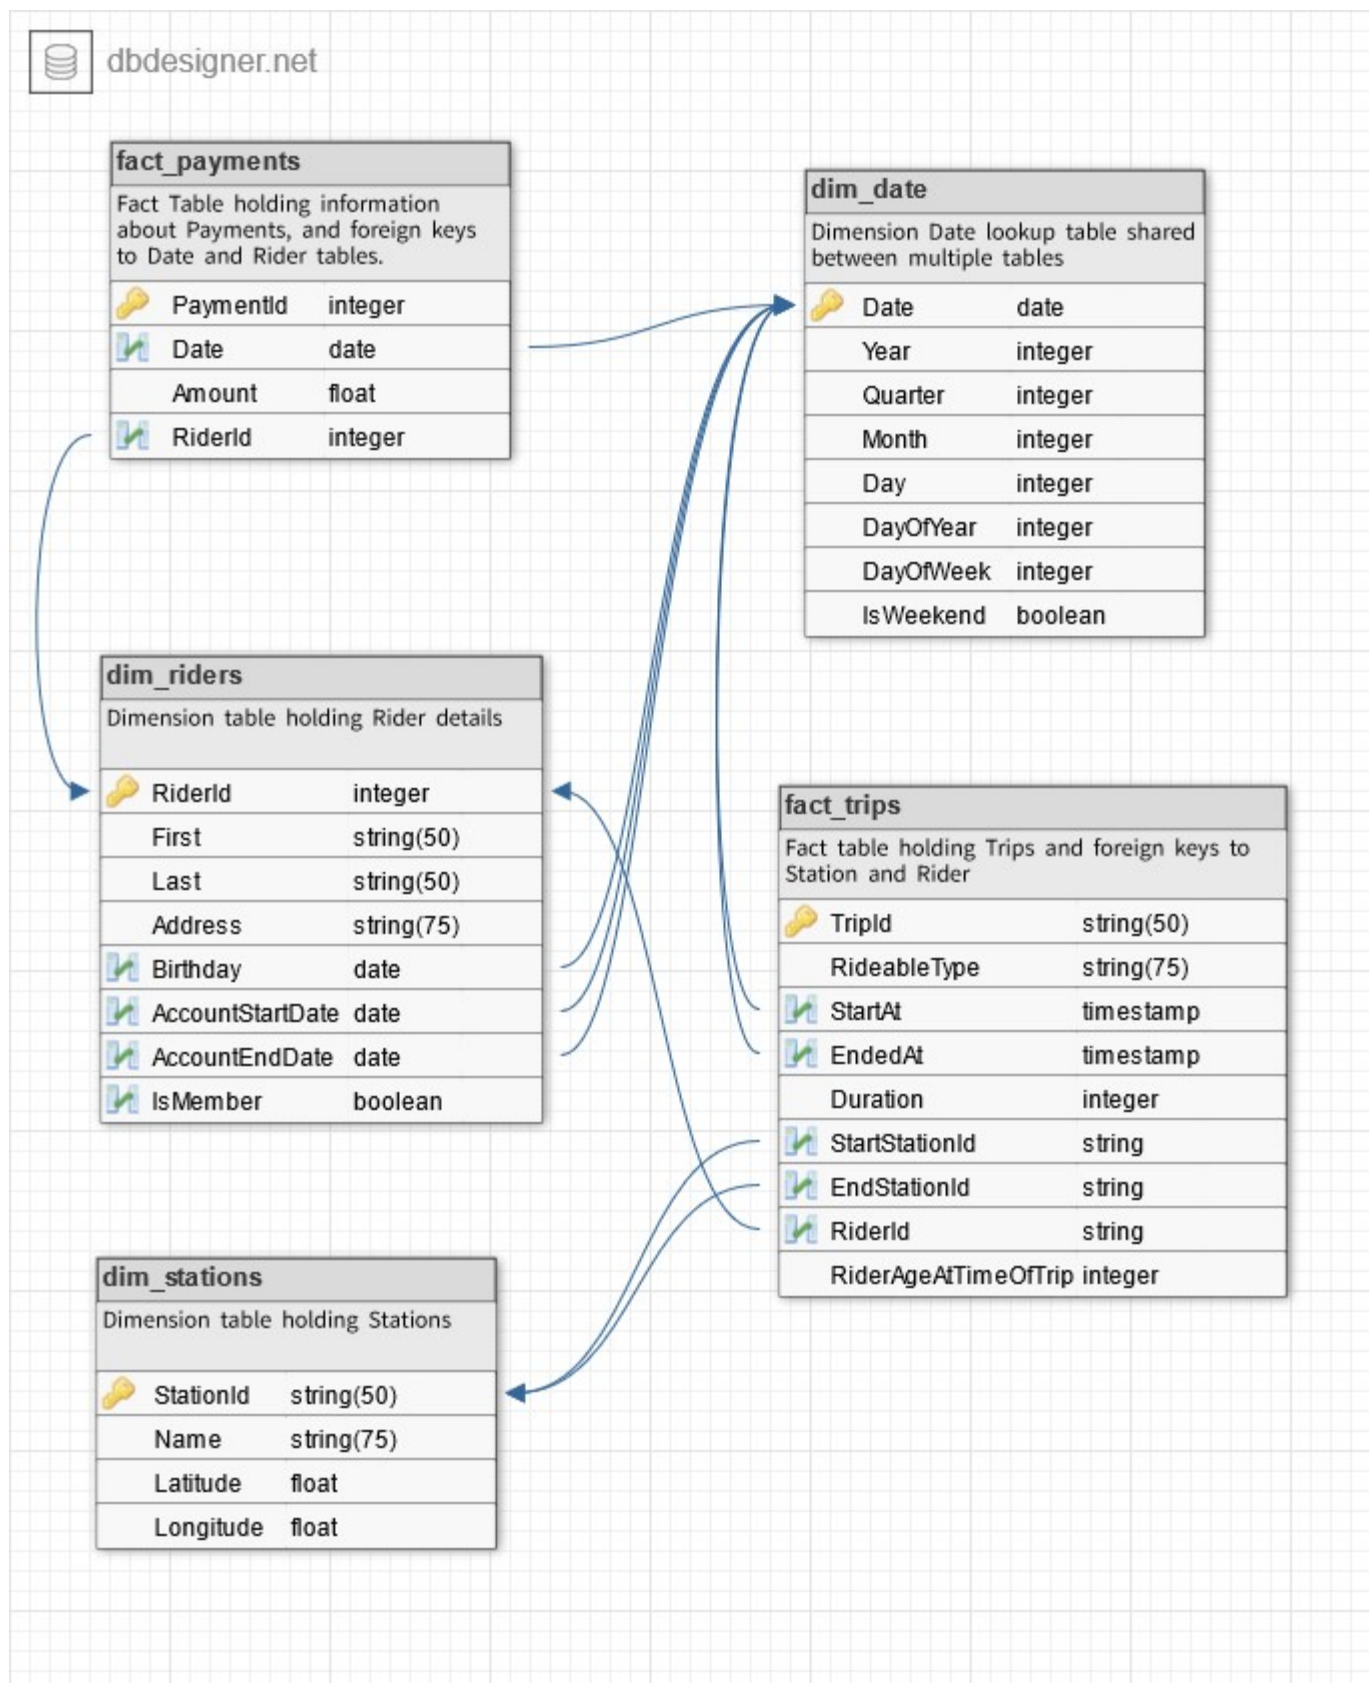 dbdesigner.net
fact_payments
Fact Table holding information
about Payments, and foreign keys
to Date and Rider tables.
PaymentId integer
Date date
Amount float
RiderId integer
dim_date
Dimension Date lookup table shared
between multiple tables
Date date
Year integer
Quarter integer
Month integer
Day integer
DayOfYear integer
DayOfWeek integer
IsWeekend boolean
dim_riders
Dimension table holding Rider details
RiderId integer
First string(50)
Last string(50)
Address string(75)
Birthday date
AccountStartDate date
AccountEndDate date
IsMember boolean
fact_trips
Fact table holding Trips and foreign keys to
Station and Rider
TripId string(50)
RideableType string(75)
StartAt timestamp
EndedAt timestamp
Duration integer
StartStationId string
EndStationId string
RiderId string
RiderAgeAtTimeOfTrip integer
dim_stations
Dimension table holding Stations
StationId string(50)
Name string(75)
Latitude float
Longitude float